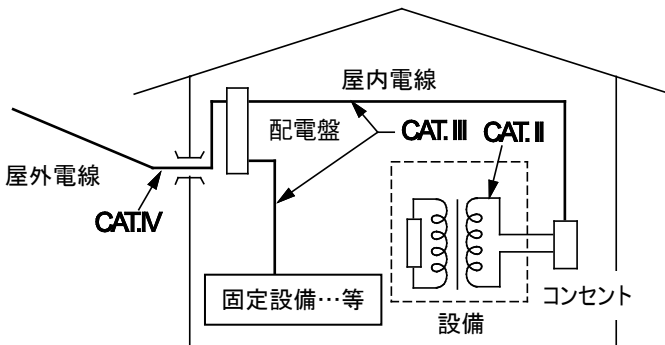 屋内電線
配電盤
CAT. III
CAT. II
屋外電線
CAT.IV
固定設備…等
コンセント
設備